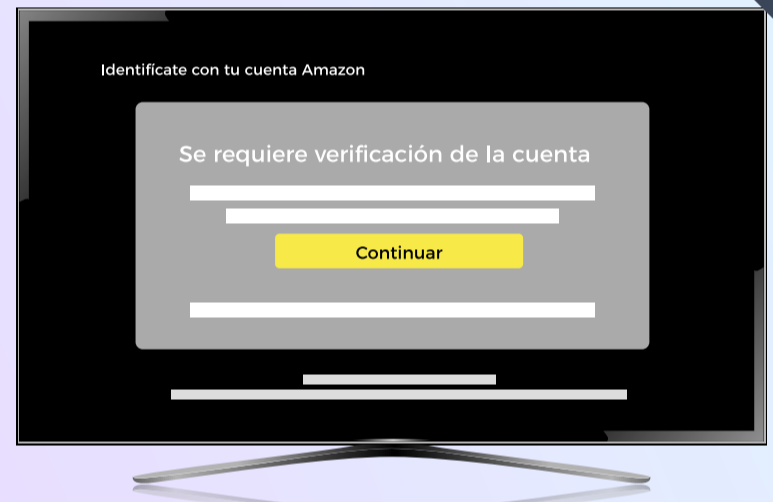 Identifícate con tu cuenta Amazon
Se requiere verificación de la cuenta
Continuar